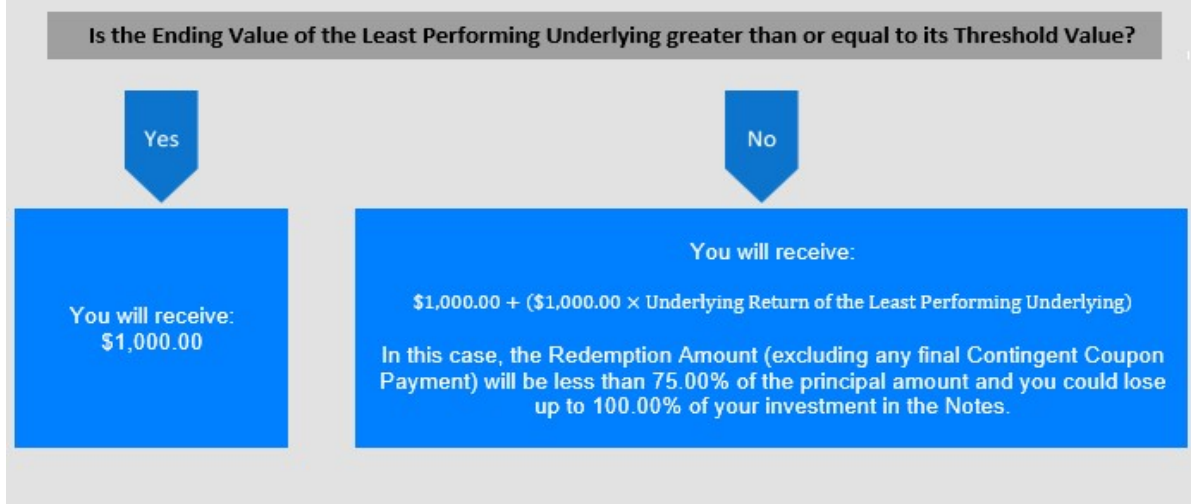 Is the Ending Value of the Least Performing Underlying greater than or equal to its Threshold Value?
Yes
No
You will receive:
$1,000.00
You will receive:
$1,000.00 + ($1,000.00 × Underlying Return of the Least Performing Underlying)
In this case, the Redemption Amount (excluding any final Contingent Coupon
Payment) will be less than 75.00% of the principal amount and you could lose
up to 100.00% of your investment in the Notes.